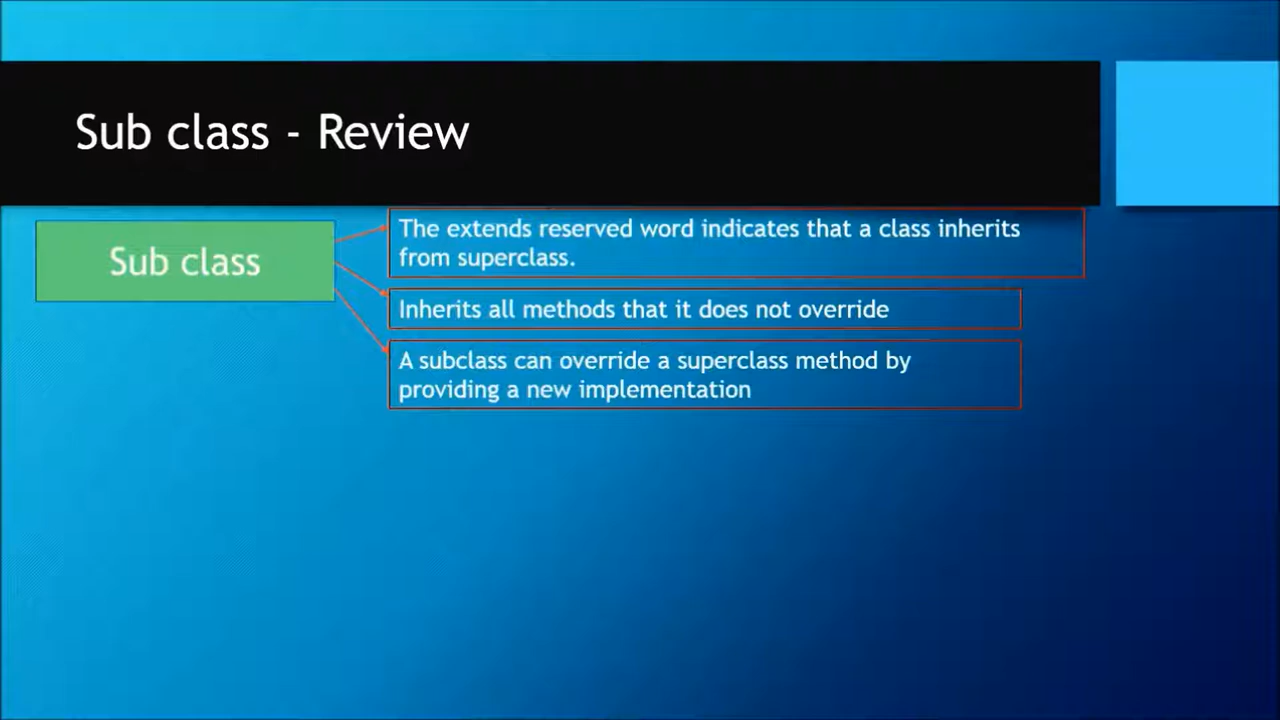 Sub class - Review
Sub class
The extends reserved word indicates that a class inherits
from superclass.
Inherits all methods that it does not override
A subclass can override a superclass method by
providing a new implementation